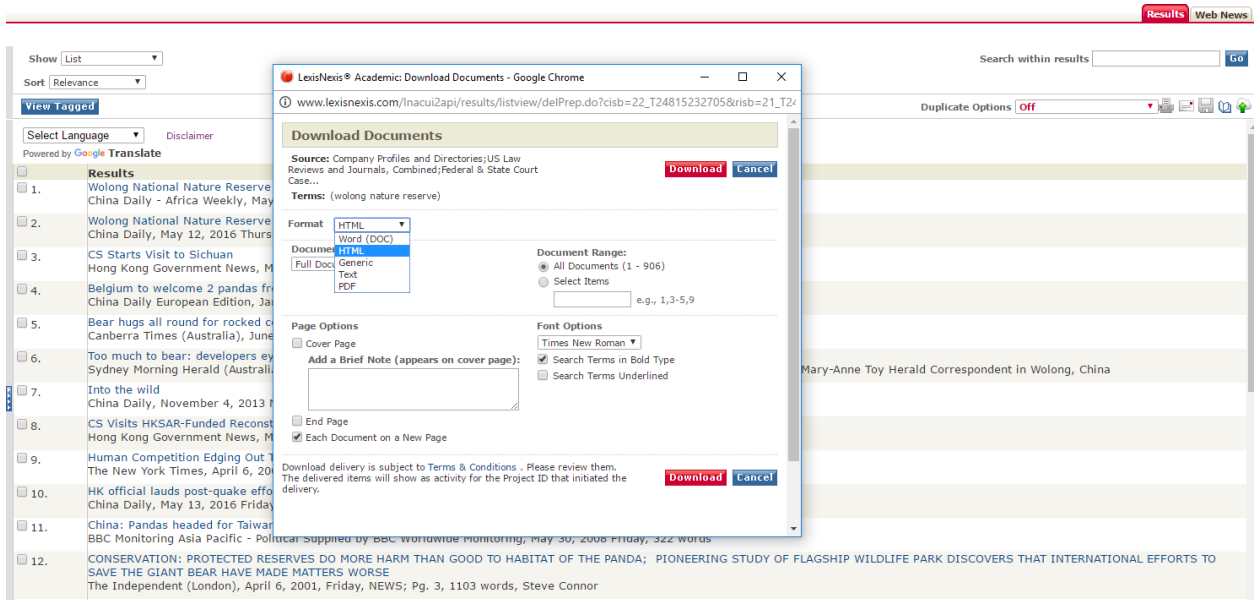 Results Web News
Show List
Search within results Go
Sort Relevance
View Tagged
Duplicate Options Off
Select Language Disclaimer
Powered by Google Translate
Results
1. Wolong National Nature Reserve
China Daily - Africa Weekly, May
2. Wolong National Nature Reserve
China Daily, May 12, 2016 Thurs
3. CS Starts Visit to Sichuan
Hong Kong Government News, M
4. Belgium to welcome 2 pandas fr
China Daily European Edition, Ja
5. Bear hugs all round for rocked c
Canberra Times (Australia), June
6. Too much to bear: developers ey
Sydney Morning Herald (Australi Mary-Anne Toy Herald Correspondent in Wolong, China
7. Into the wild
China Daily, November 4, 2013 M
8. CS Visits HKSAR-Funded Reconst
Hong Kong Government News, M
9. Human Competition Edging Out T
The New York Times, April 6, 20
10. HK official lauds post-quake effo
China Daily, May 13, 2016 Friday
11. China: Pandas headed for Taiwan
BBC Monitoring Asia Pacific - Political Supplied by BBC Worldwide Monitoring, May 30, 2008 Friday, 322 words
12. CONSERVATION: PROTECTED RESERVES DO MORE HARM THAN GOOD TO HABITAT OF THE PANDA; PIONEERING STUDY OF FLAGSHIP WILDLIFE PARK DISCOVERS THAT INTERNATIONAL EFFORTS TO
SAVE THE GIANT BEAR HAVE MADE MATTERS WORSE
The Independent (London), April 6, 2001, Friday, NEWS; Pg. 3, 1103 words, Steve Connor
LexisNexis® Academic: Download Documents - Google Chrome
www.lexisnexis.com/lnacui2api/results/listview/delPrep.do?cisb=22_T24815232705&risb=21_T24
Download Documents
Source: Company Profiles and Directories;US Law
Reviews and Journals, Combined;Federal & State Court
Case...
Download Cancel
Terms: (wolong nature reserve)
Format HTML
Word (DOC)
HTML
Generic
Text
PDF
Docume
Full Docu
Document Range:
All Documents (1 - 906)
Select Items
e.g., 1,3-5,9
Page Options
Cover Page
Add a Brief Note (appears on cover page):
End Page
Each Document on a New Page
Font Options
Times New Roman
Search Terms in Bold Type
Search Terms Underlined
Download delivery is subject to Terms & Conditions . Please review them.
The delivered items will show as activity for the Project ID that initiated the
delivery.
Download Cancel